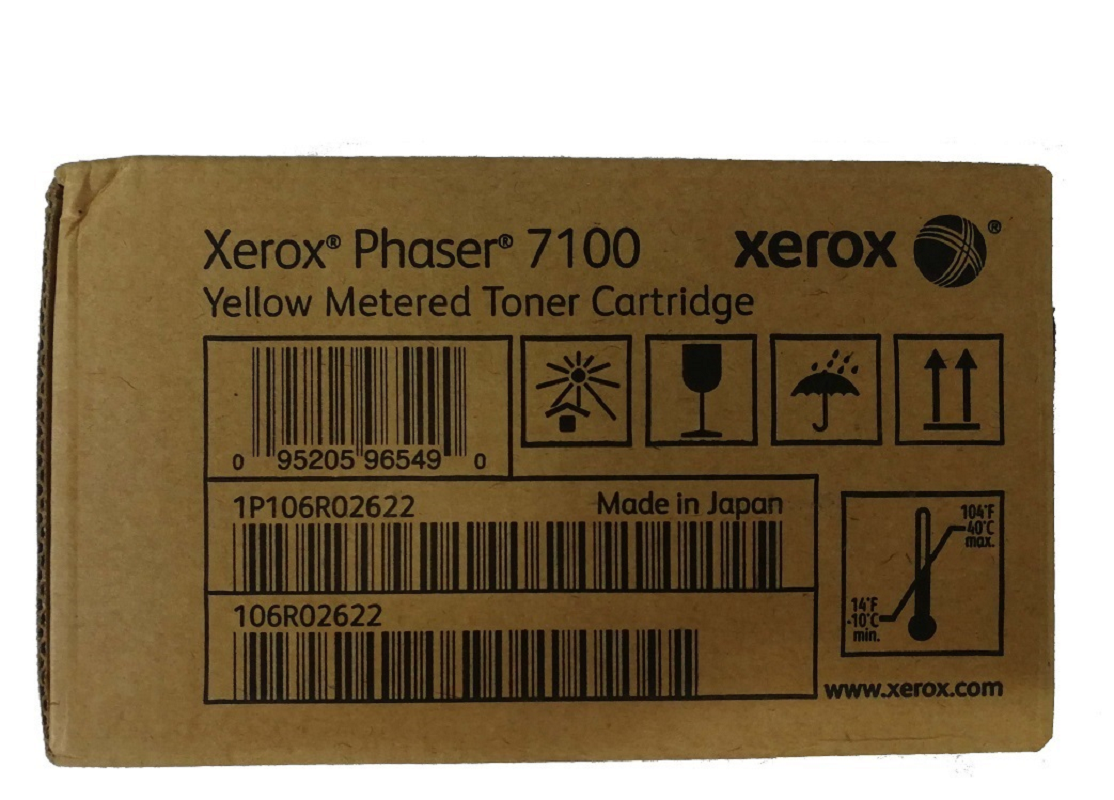 Xerox® Phaser® 7100
xerox ®
Yellow Metered Toner Cartridge
0 95205 96549 0
1P106R02622
Made in Japan
104°F
40°C
max.
14°F
-10°C
min.
106R02622
www.xerox.com